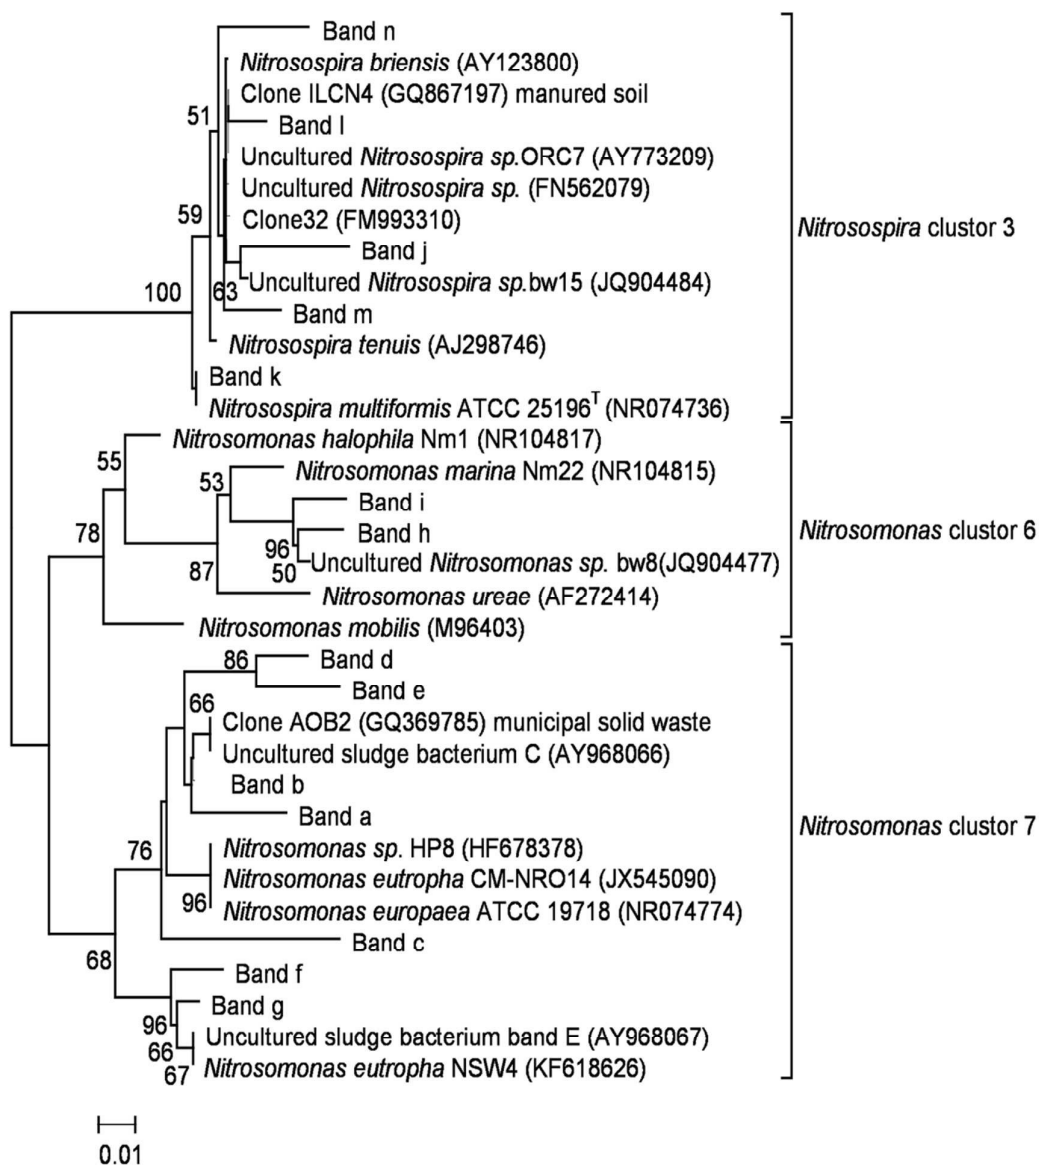 Band n
Nitrosospira briensis (AY123800)
Clone ILCN4 (GQ867197) manured soil
51
Band l
Uncultured Nitrosospira sp.ORC7 (AY773209)
Uncultured Nitrosospira sp. (FN562079)
59
Clone32 (FM993310)
Nitrosospira clustor 3
Band j
Uncultured Nitrosospira sp.bw15 (JQ904484)
100
63
Band m
Nitrosospira tenuis (AJ298746)
Band k
Nitrosospira multiformis ATCC 25196T (NR074736)
Nitrosomonas halophila Nm1 (NR104817)
55
Nitrosomonas marina Nm22 (NR104815)
53
Band i
78
Band h
Nitrosomonas clustor 6
96
Uncultured Nitrosomonas sp. bw8(JQ904477)
87
50
Nitrosomonas ureae (AF272414)
Nitrosomonas mobilis (M96403)
86
Band d
Band e
66
Clone AOB2 (GQ369785) municipal solid waste
Uncultured sludge bacterium C (AY968066)
Band b
Band a
Nitrosomonas clustor 7
76
Nitrosomonas sp. HP8 (HF678378)
Nitrosomonas eutropha CM-NRO14 (JX545090)
96
Nitrosomonas europaea ATCC 19718 (NR074774)
Band c
68
Band f
Band g
96
Uncultured sludge bacterium band E (AY968067)
66
67
Nitrosomonas eutropha NSW4 (KF618626)
0.01